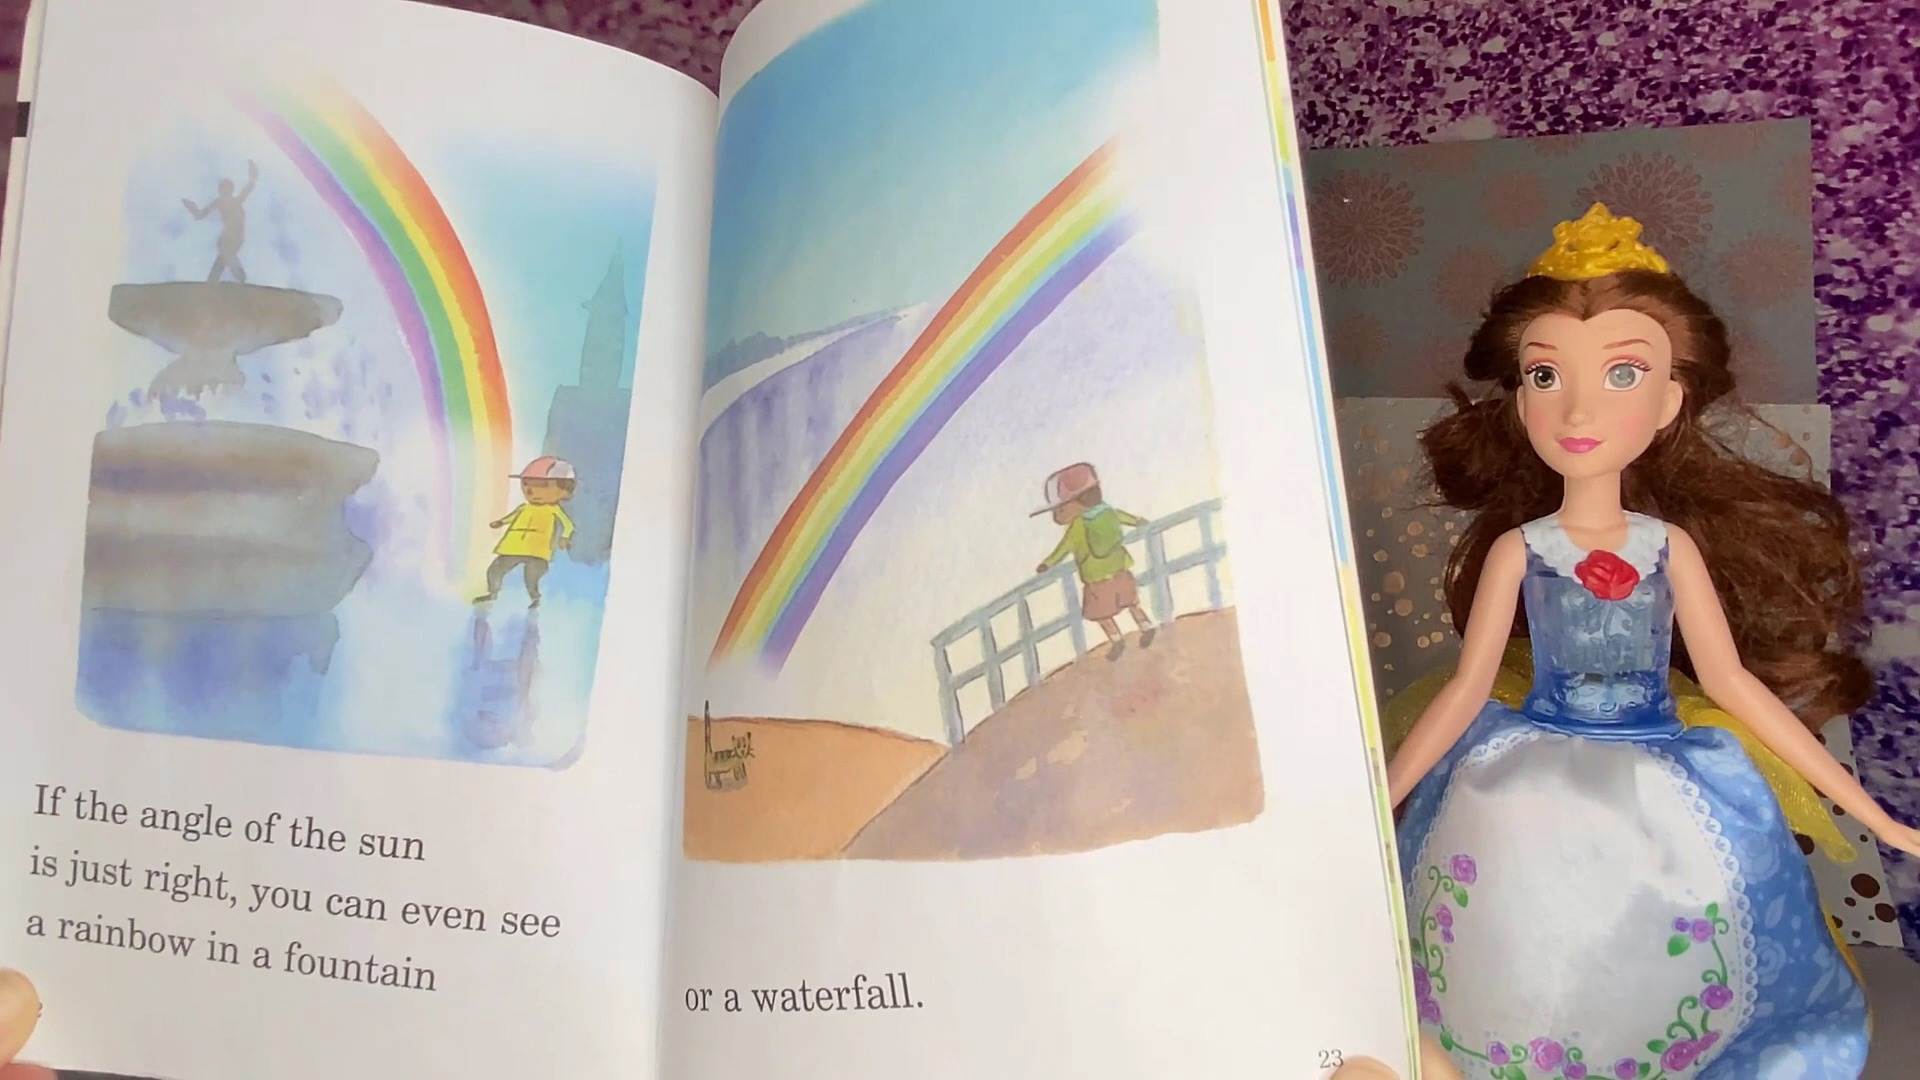 If the angle of the sun
is just right, you can even see
a rainbow in a fountain
or a waterfall.
23